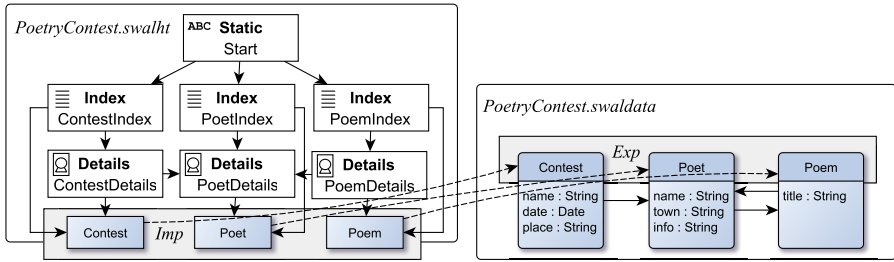 PoetryContest.swalht
ABC Static
Start
Index
ContestIndex
Index
PoetIndex
Index
PoemIndex
Details
ContestDetails
Details
PoetDetails
Details
PoemDetails
Contest
Imp
Poet
Poem
PoetryContest.swaldata
Exp
Contest
name : String
date : Date
place : String
Poet
name : String
town : String
info : String
Poem
title : String